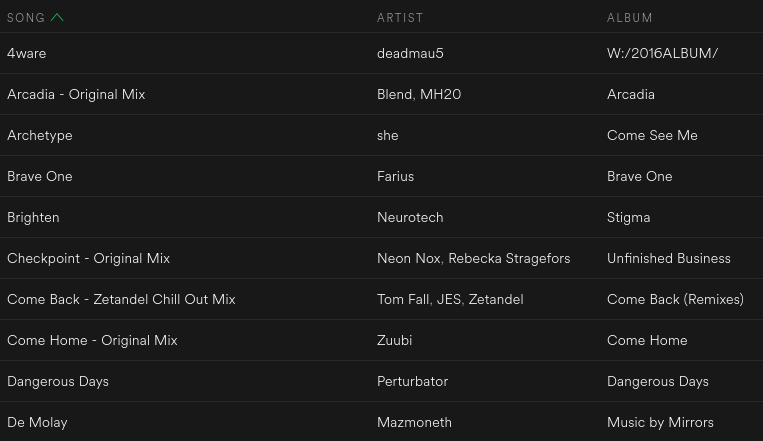 SONG ARTIST ALBUM
4ware deadmau5 W:/2016ALBUM/
Arcadia - Original Mix Blend, MH20 Arcadia
Archetype she Come See Me
Brave One Farius Brave One
Brighten Neurotech Stigma
Checkpoint - Original Mix Neon Nox, Rebecka Stragefors Unfinished Business
Come Back - Zetandel Chill Out Mix Tom Fall, JES, Zetandel Come Back (Remixes)
Come Home - Original Mix Zuubi Come Home
Dangerous Days Perturbator Dangerous Days
De Molay Mazmoneth Music by Mirrors